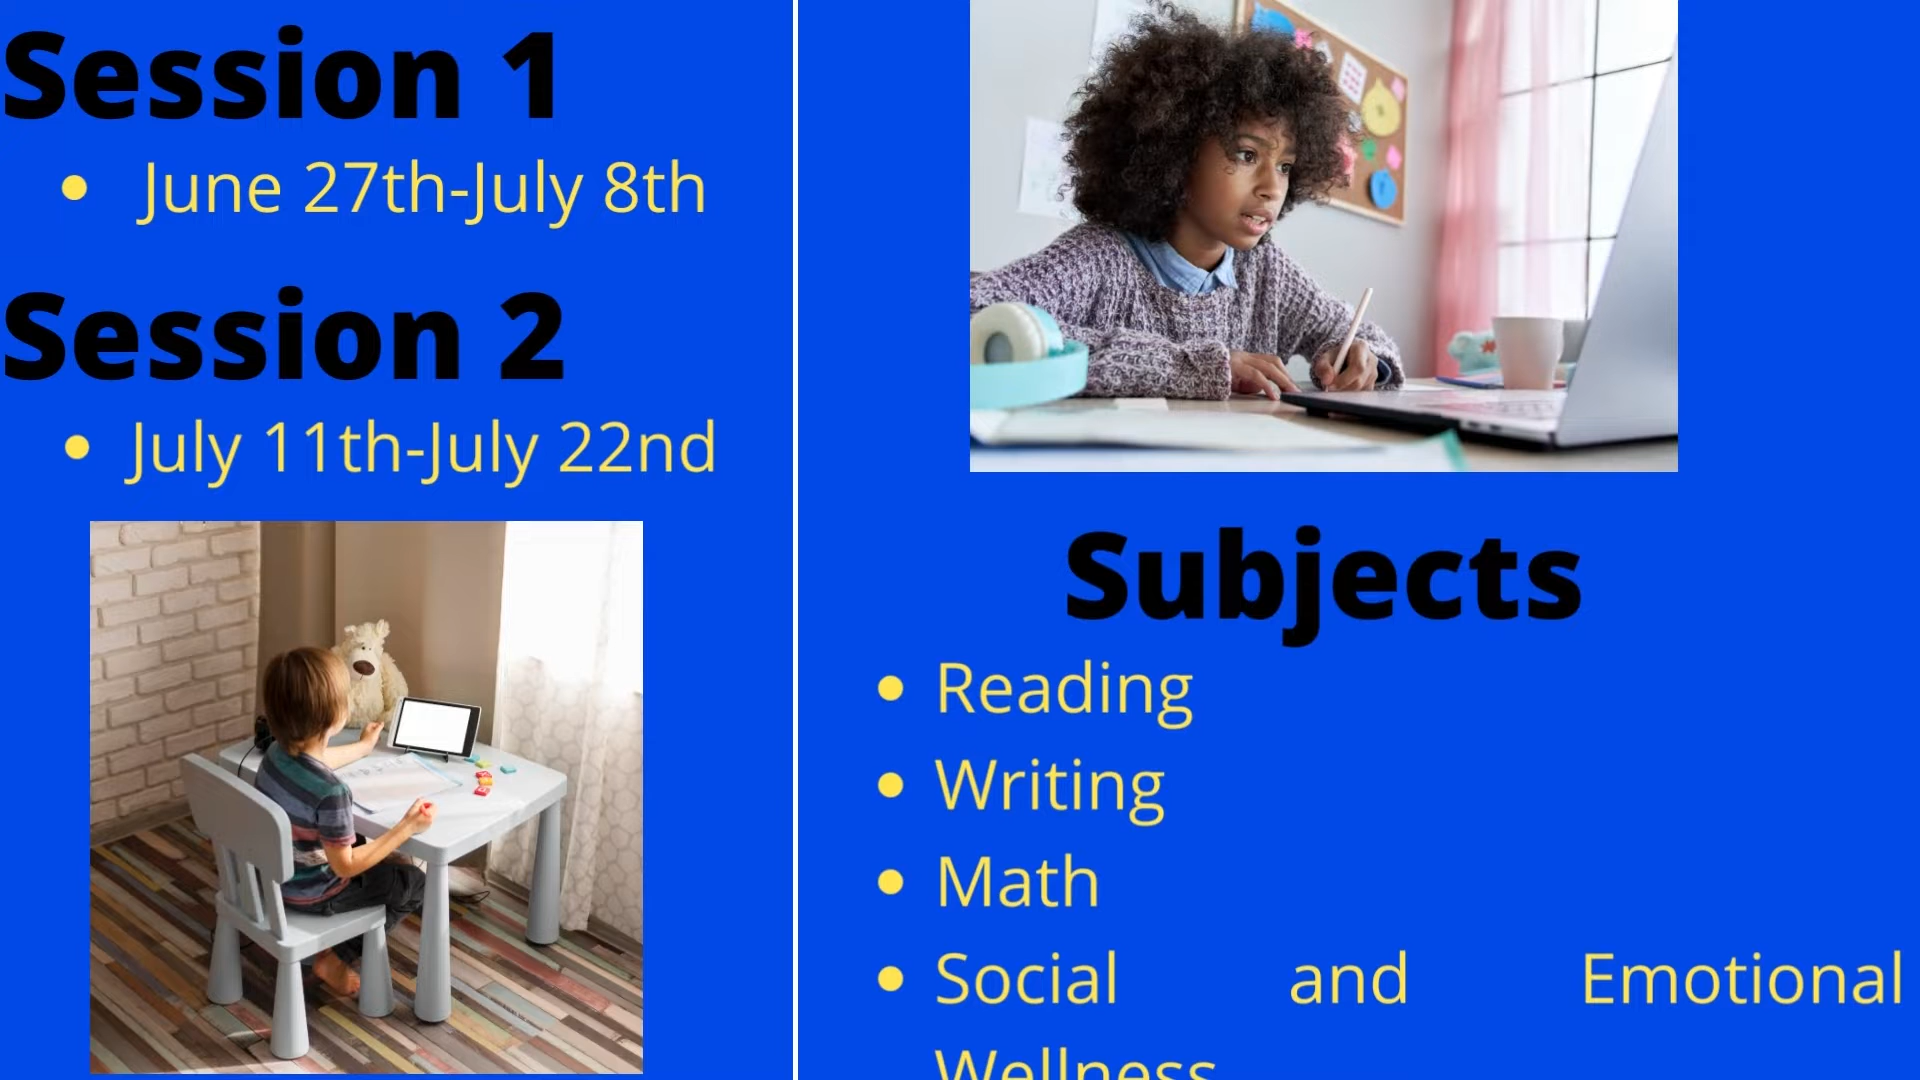 Session 1
June 27th-July 8th
Session 2
July 11th-July 22nd
Subjects
Reading
Writing
Math
Social and Emotional
Wellness